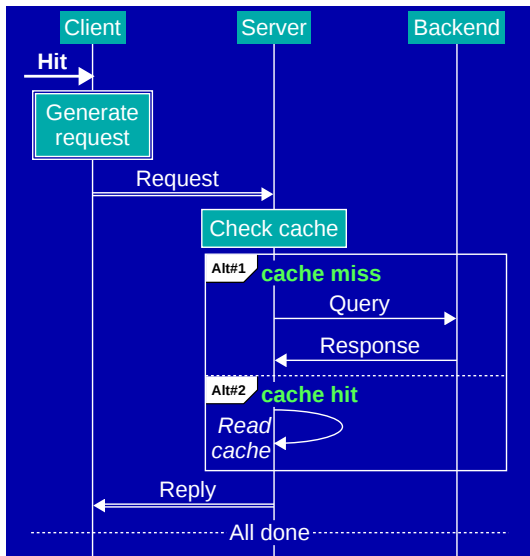 Client Server Backend
Hit
Generate
request
Request
Check cache
Alt#1 cache miss
Query
Response
Alt#2 cache hit
Read
cache
Reply
All done